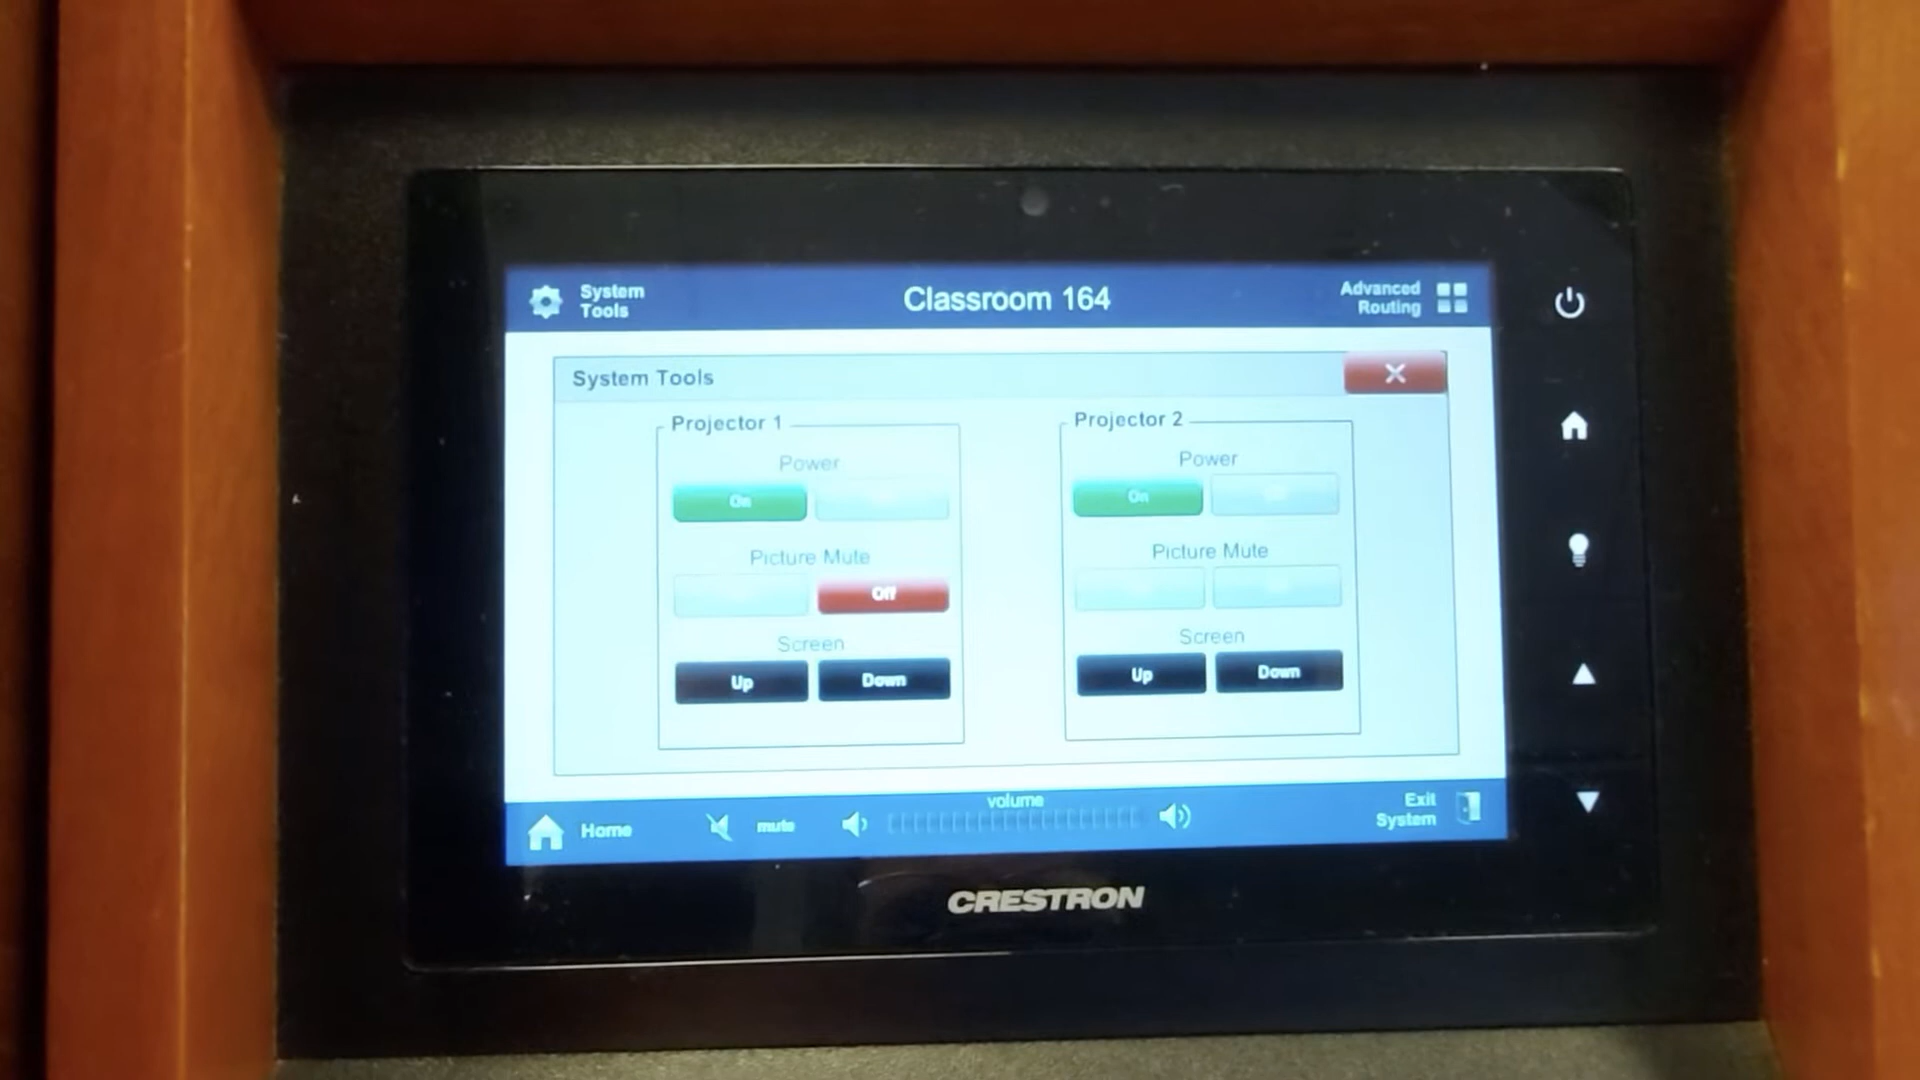 System
Tools
Classroom 164
Advanced
Routing
System Tools
Projector 1
Power
On
Picture Mute
Off
Screen
Up
Down
Projector 2
Power
On
Picture Mute
Screen
Up
Down
Home
mute
volume
Exit
System
CRESTRON